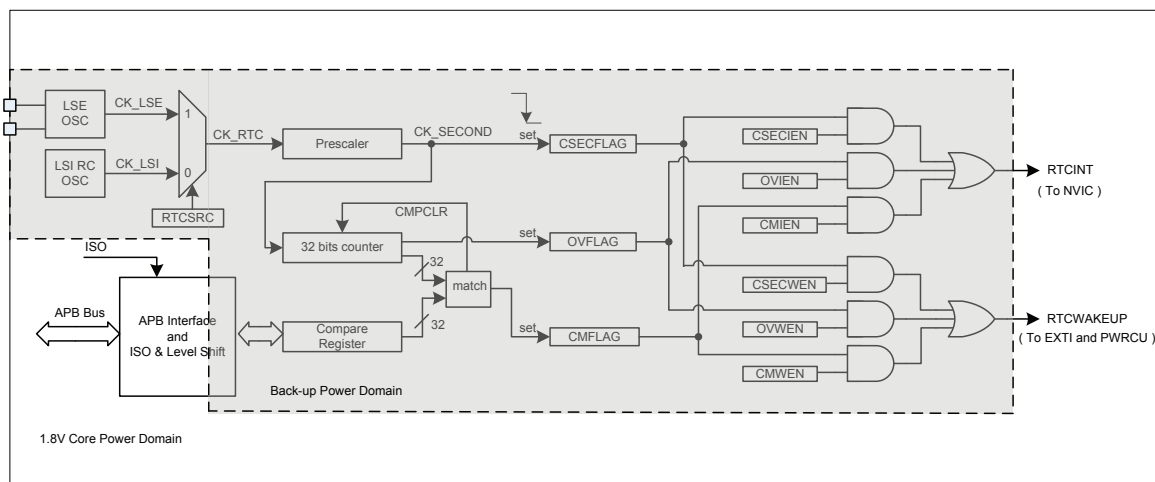 LSE
OSC
CK_LSE
1
CK_RTC
Prescaler
CK_SECOND
set
CSECFLAG
CSECIEN
LSI RC
OSC
CK_LSI
0
RTCSRC
OVIEN
RTCINT
( To NVIC )
CMPCLR
CMIEN
32 bits counter
set
OVFLAG
ISO
32
match
CSECWEN
APB Bus
APB Interface
and
ISO & Level Shift
Compare
Register
32
set
CMFLAG
OVWEN
RTCWAKEUP
( To EXTI and PWRCU )
CMWEN
Back-up Power Domain
1.8V Core Power Domain